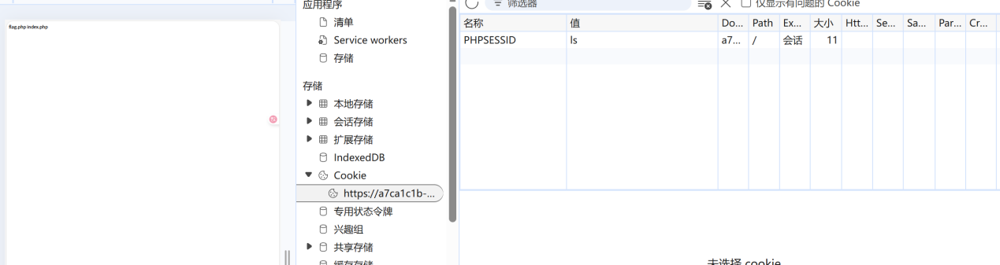 flag.php index.php
应用程序
清单
Service workers
存储
存储
本地存储
会话存储
扩展存储
IndexedDB
Cookie
https://a7ca1c1b-...
专用状态令牌
兴趣组
共享存储
缓存存储
筛选器
仅显示有问题的 Cookie
名称 值 Do... Path Ex... 大小 Htt... Se... Sa... Par... Cr...
PHPSESSID ls a7... / 会话 11
未选择 cookie